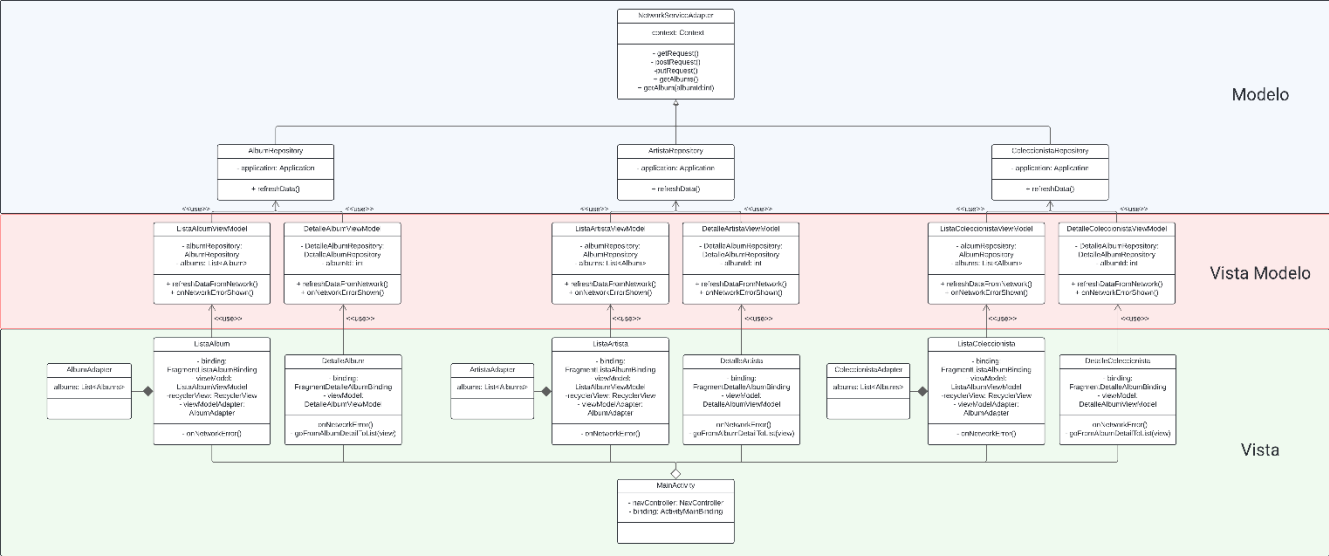 NetworkServiceAdapter
context: Context
- getRequest()
- postRequest()
-putRequest()
+ getAlbums()
+ getAlbum(albumId:int)
Modelo
AlbumRepository
- application: Application
+ refreshData()
ArtistaRepository
- application: Application
+ refreshData()
ColeccionistaRepository
- application: Application
+ refreshData()
<<use>>
<<use>>
<<use>>
<<use>>
<<use>>
<<use>>
ListaAlbumViewModel
- albumRepository:
AlbumRepository
albums: List<Album>
+ refreshDataFromNetwork()
+ onNetworkErrorShown()
DetalleAlbumViewModel
- DetalleAlbumRepository:
DetalleAlbumRepository
albumId: int
+ refreshDataFromNetwork()
+ onNetworkErrorShown()
ListaArtistaViewModel
- albumRepository:
AlbumRepository
albums: List<Album>
+ refreshDataFromNetwork()
+ onNetworkErrorShown()
DetalleArtistaViewModel
- DetalleAlbumRepository:
DetalleAlbumRepository
albumId: int
+ refreshDataFromNetwork()
+ onNetworkErrorShown()
ListaColeccionistaViewModel
- albumRepository:
AlbumRepository
albums: List<Album>
+ refreshDataFromNetwork()
+ onNetworkErrorShown()
DetalleColeccionistaViewModel
- DetalleAlbumRepository:
DetalleAlbumRepository
albumId: int
+ refreshDataFromNetwork()
+ onNetworkErrorShown()
Vista Modelo
<<use>>
<<use>>
<<use>>
<<use>>
<<use>>
<<use>>
AlbumAdapter
albums: List<Albums>
ListaAlbum
- binding:
FragmentListaAlbumBinding
viewModel:
ListaAlbumViewModel
-recyclerView: RecyclerView
- viewModelAdapter:
AlbumAdapter
- onNetworkError()
DetalleAlbum
- binding:
FragmentDetalleAlbumBinding
- viewModel:
DetalleAlbumViewModel
onNetworkError()
- goFromAlbumDetailToList(view)
ArtistaAdapter
albums: List<Albums>
ListaArtista
- binding:
FragmentListaAlbumBinding
viewModel:
ListaAlbumViewModel
-recyclerView: RecyclerView
- viewModelAdapter:
AlbumAdapter
- onNetworkError()
DetalleArtista
binding:
FragmentDetalleAlbumBinding
- viewModel:
DetalleAlbumViewModel
onNetworkError()
goFromAlbumDetailToList(view)
ColeccionistaAdapter
albums: List<Albums>
ListaColeccionista
- binding
FragmentListaAlbumBinding
viewModel:
ListaAlbumViewModel
-recyclerView: RecyclerView
- viewModelAdapter:
AlbumAdapter
- onNetworkError()
DetalleColeccionista
binding:
FragmentDetalleAlbumBinding
- viewModel:
DetalleAlbumViewModel
onNetworkError()
goFromAlbumDetailToList(view)
Vista
MainActivity
- navController: NavController
- binding: ActivityMainBinding